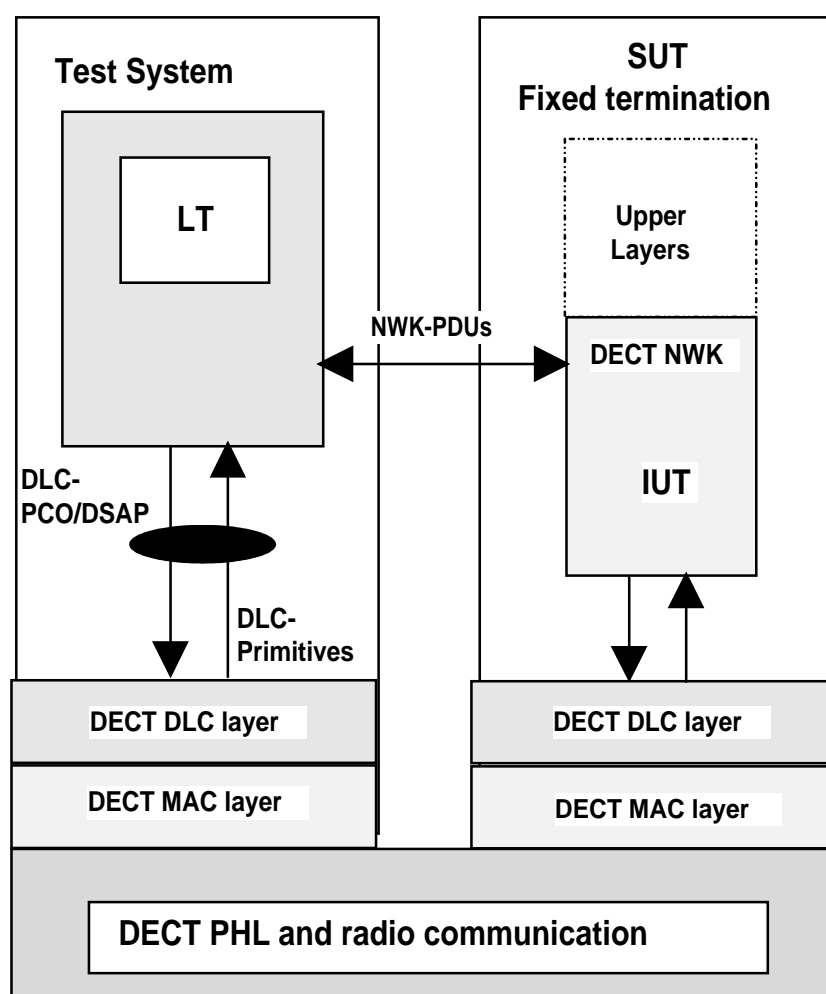 Test System
LT
SUT
Fixed termination
Upper
Layers
NWK-PDUs
DECT NWK
IUT
DLC-
PCO/DSAP
DLC-
Primitives
DECT DLC layer
DECT DLC layer
DECT MAC layer
DECT MAC layer
DECT PHL and radio communication